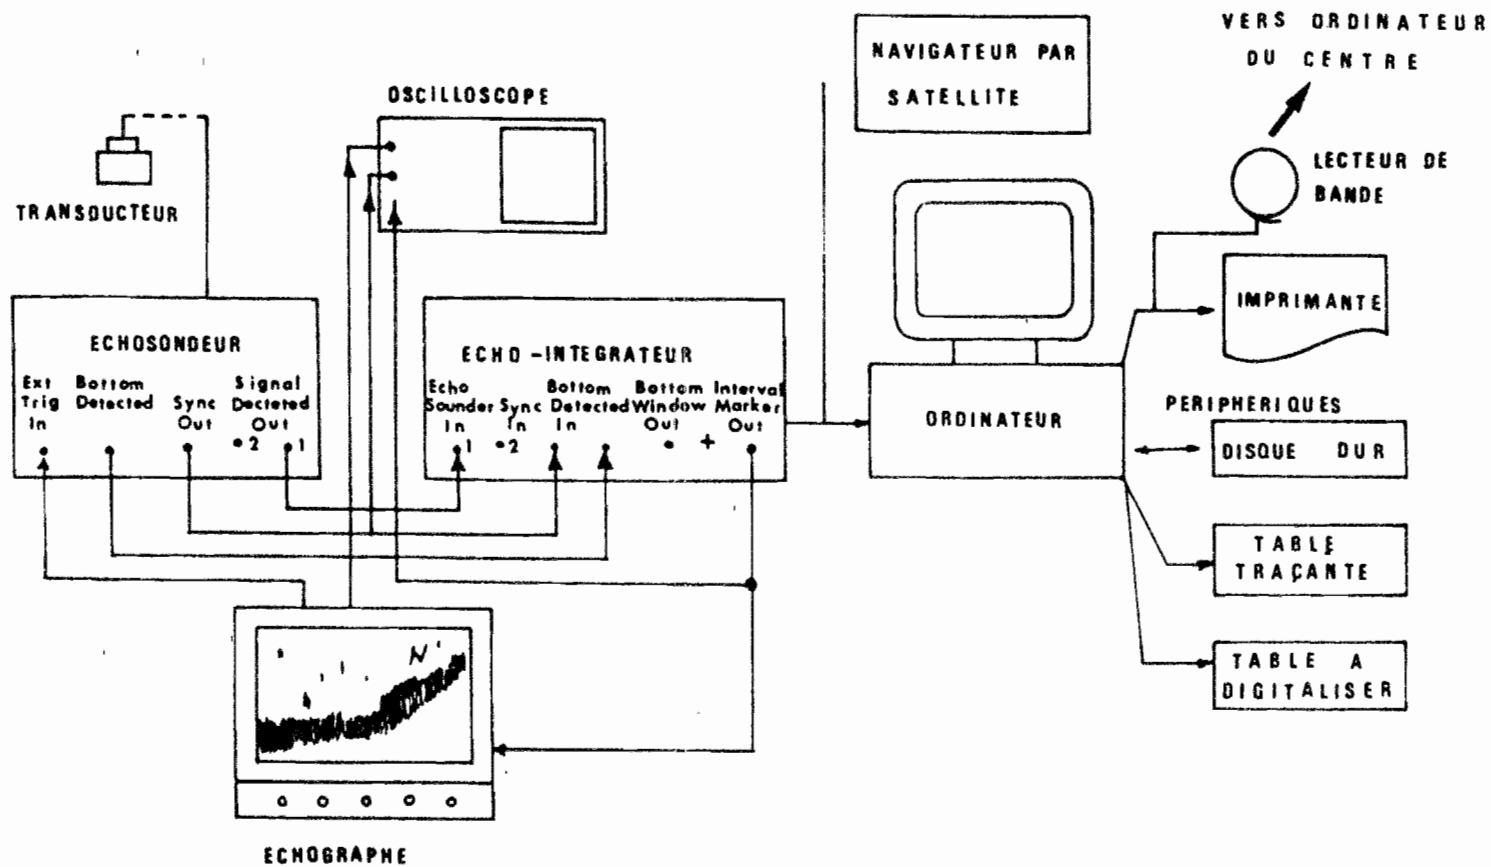 VERS ORDINATEUR
DU CENTRE
NAVIGATEUR PAR
SATELLITE
OSCILLOSCOPE
LECTEUR DE
BANDE
TRANSDUCTEUR
IMPRIMANTE
ECHOSONDEUR
Ext
Trig
In
Bottom
Detected
Sync
Out
Signal
Decteted
Out
2 1
ECHO-INTEGRATEUR
Echo
Sounder
In
1
Sync
In
2
Bottom
Detected
In
Bottom
Window
Out
+
Interval
Marker
Out
ORDINATEUR
PERIPHERIQUES
DISQUE DUR
TABLE
TRAÇANTE
TABLE A
DIGITALISER
ECHOGRAPHE